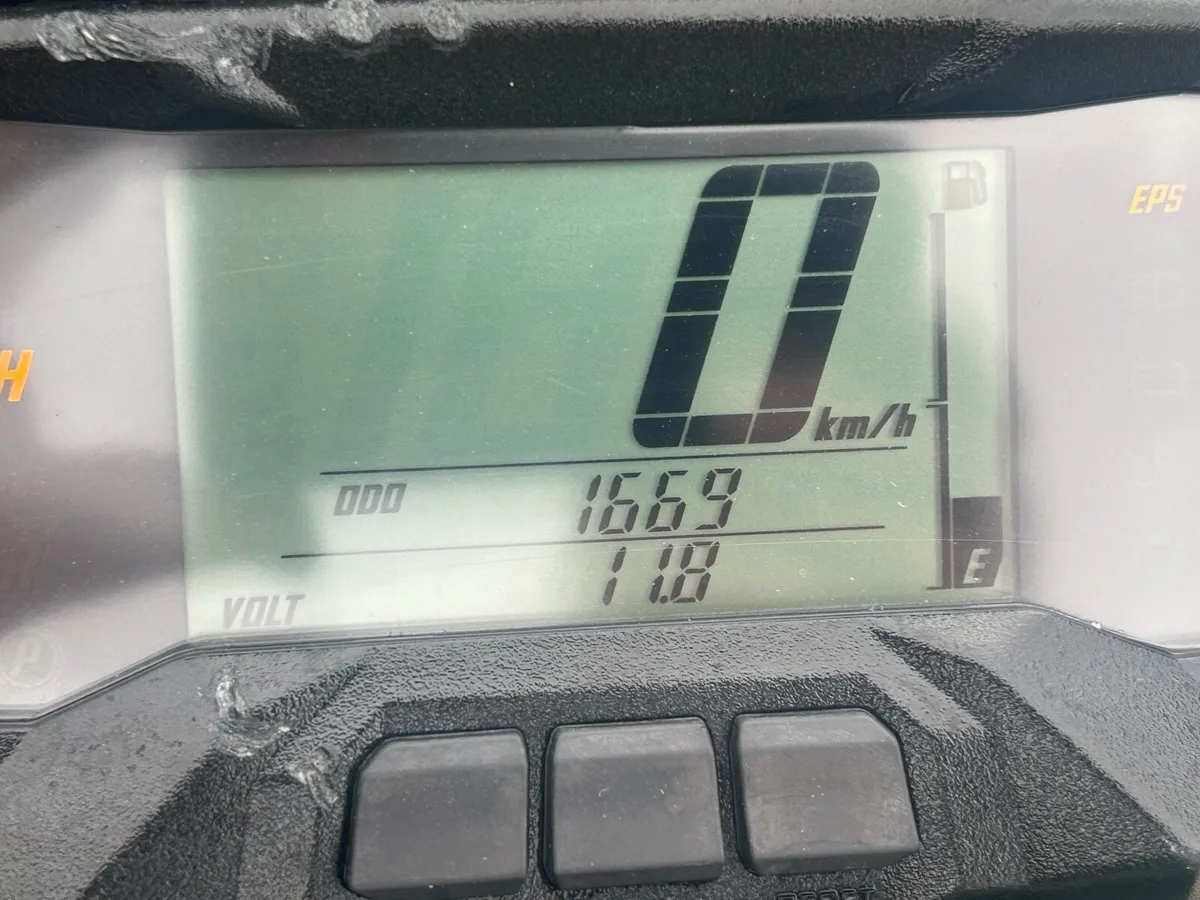 EPS
0 km/h
H
ODO 1669
VOLT 11.8
E
P